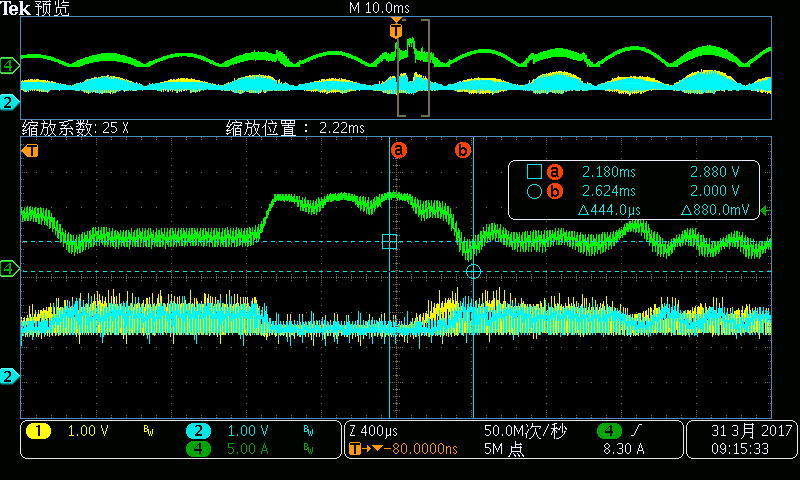 Tek 预览 M 10.0ms
T
4
2
缩放系数: 25 X 缩放位置： 2.22ms
T a b
a 2.180ms 2.880 V
b 2.624ms 2.000 V
△444.0µs △880.0mV
4
2
1 1.00 V BW 2 1.00 V BW
4 5.00 A BW
Z 400µs 50.0M次/秒 4
T→▼−80.0000ns 5M 点 8.30 A
31 3月 2017
09:15:33